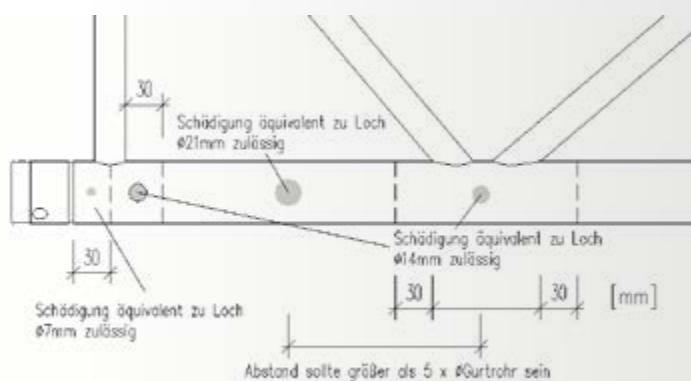 30
Schädigung äquivalent zu Loch
ø21mm zulässig
Schädigung äquivalent zu Loch
ø14mm zulässig
30
30
30
[mm]
Schädigung äquivalent zu Loch
ø7mm zulässig
Abstand sollte größer als 5 x øGurtrohr sein